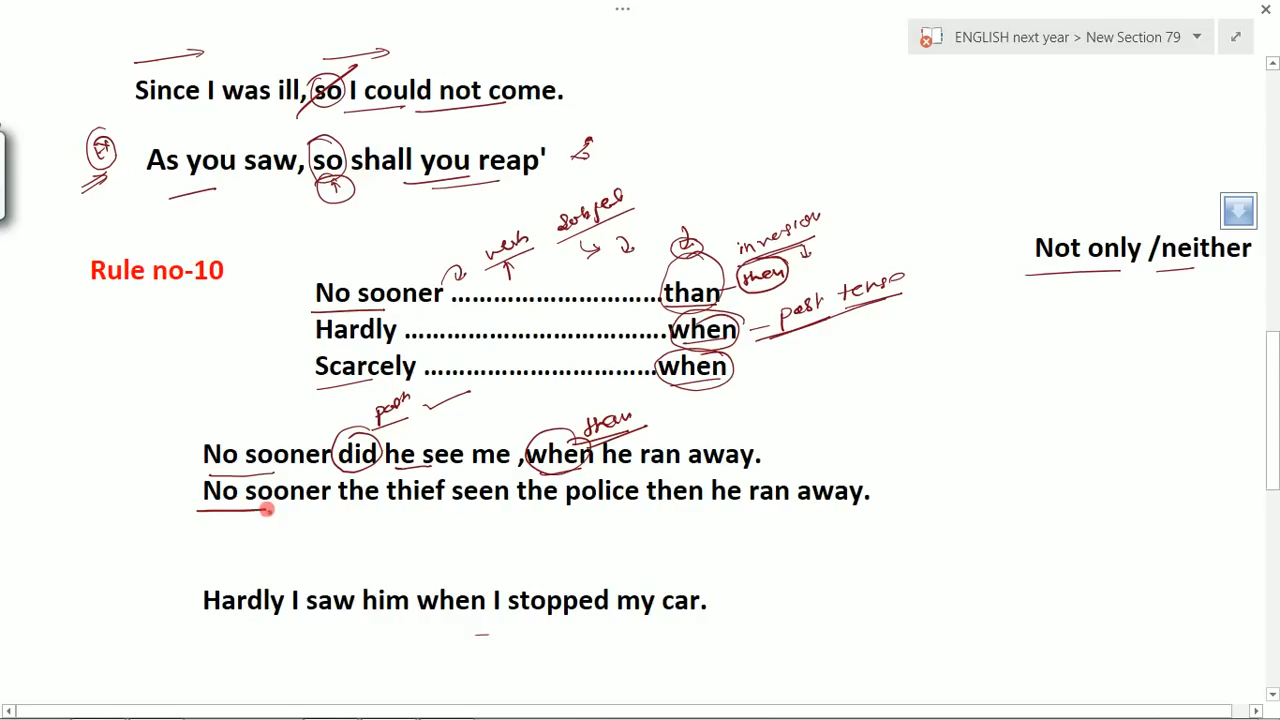 ENGLISH next year > New Section 79
Since I was ill, so I could not come.
As you saw, so shall you reap'
Not only /neither
Rule no-10
verb subject inversion
No sooner ................................than then
Hardly .......................................when — past tense
Scarcely ...................................when
past than
No sooner did he see me ,when he ran away.
No sooner the thief seen the police then he ran away.
Hardly I saw him when I stopped my car.